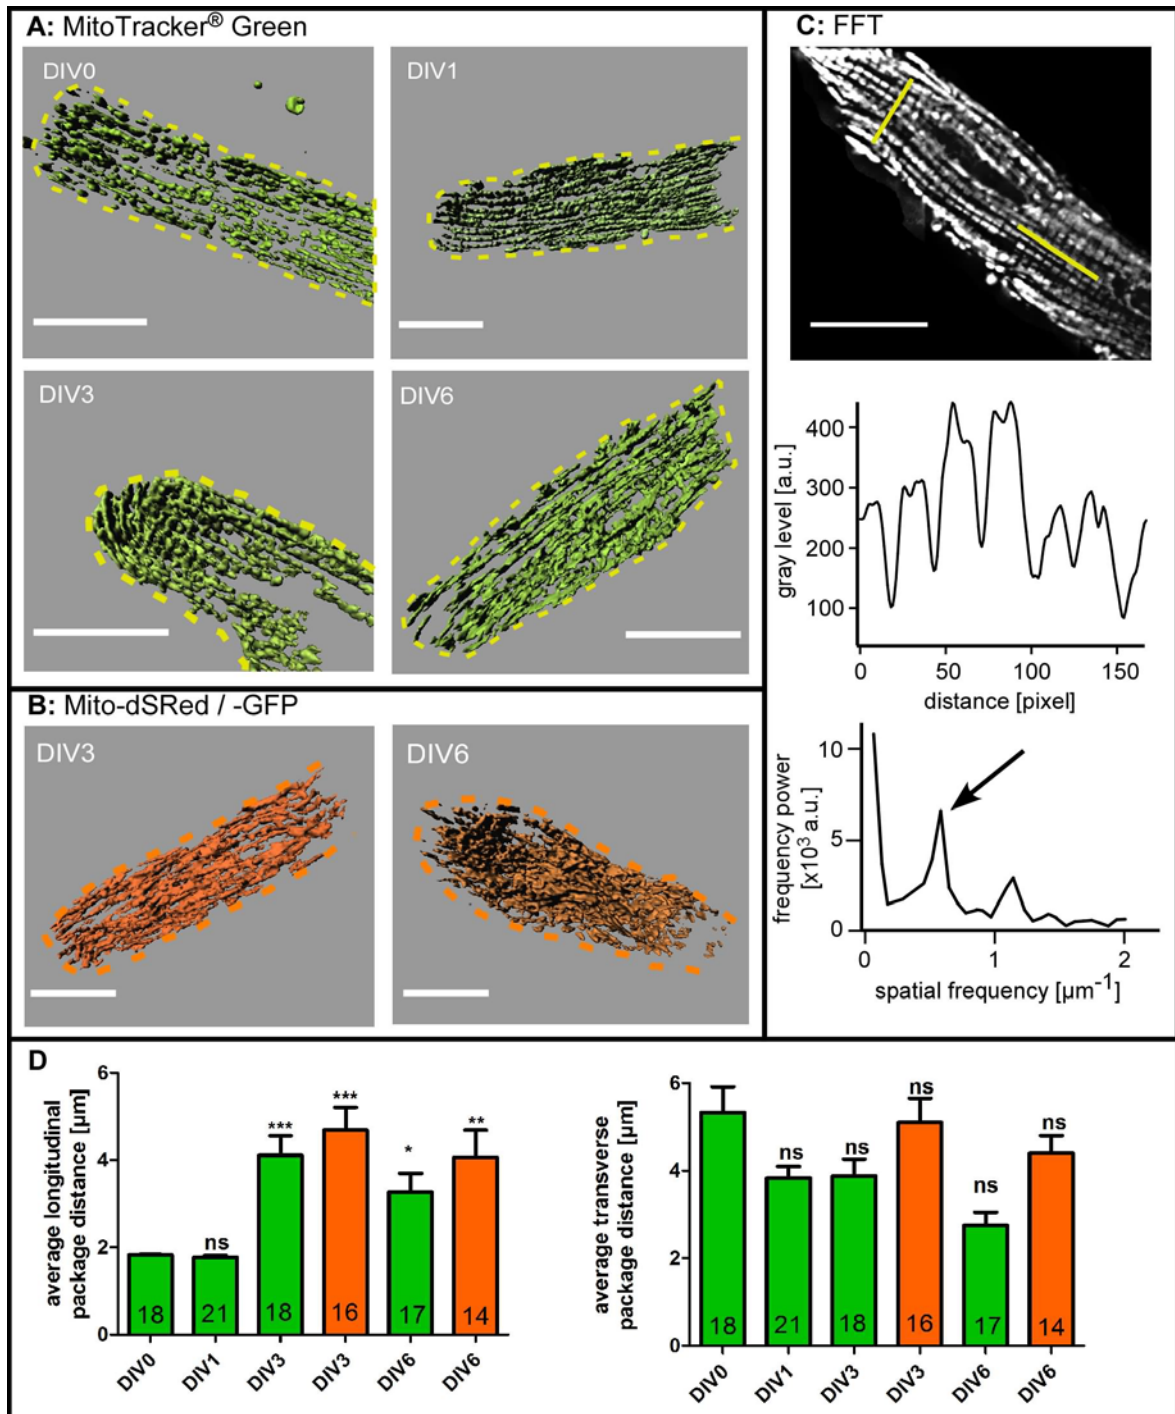 A: MitoTracker® Green
DIV0
DIV1
DIV3
DIV6
B: Mito-dSRed / -GFP
DIV3
DIV6
C: FFT
gray level [a.u.]
400
300
200
100
0 50 100 150
distance [pixel]
frequency power
[x10³ a.u.]
10
5
0
0 1 2
spatial frequency [µm⁻¹]
D
average longitudinal
package distance [µm]
6
4
2
0
ns
***
***
*
**
18 21 18 16 17 14
DIV0 DIV1 DIV3 DIV3 DIV6 DIV6
average transverse
package distance [µm]
6
4
2
0
ns
ns
ns
ns
ns
18 21 18 16 17 14
DIV0 DIV1 DIV3 DIV3 DIV6 DIV6